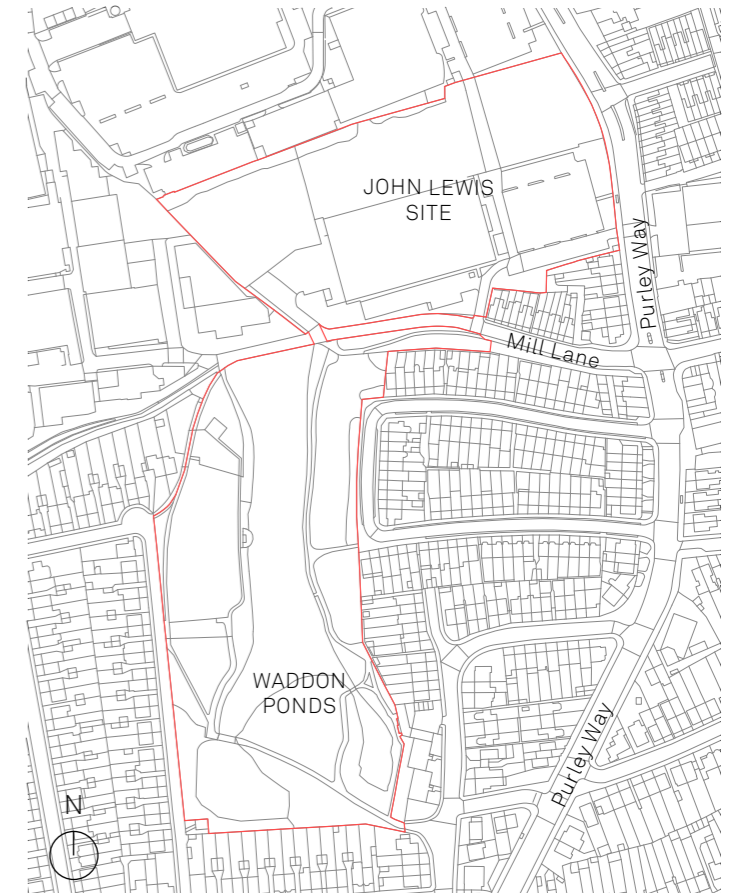 JOHN LEWIS
SITE
Purley Way
Mill Lane
WADDON
PONDS
Purley Way
N